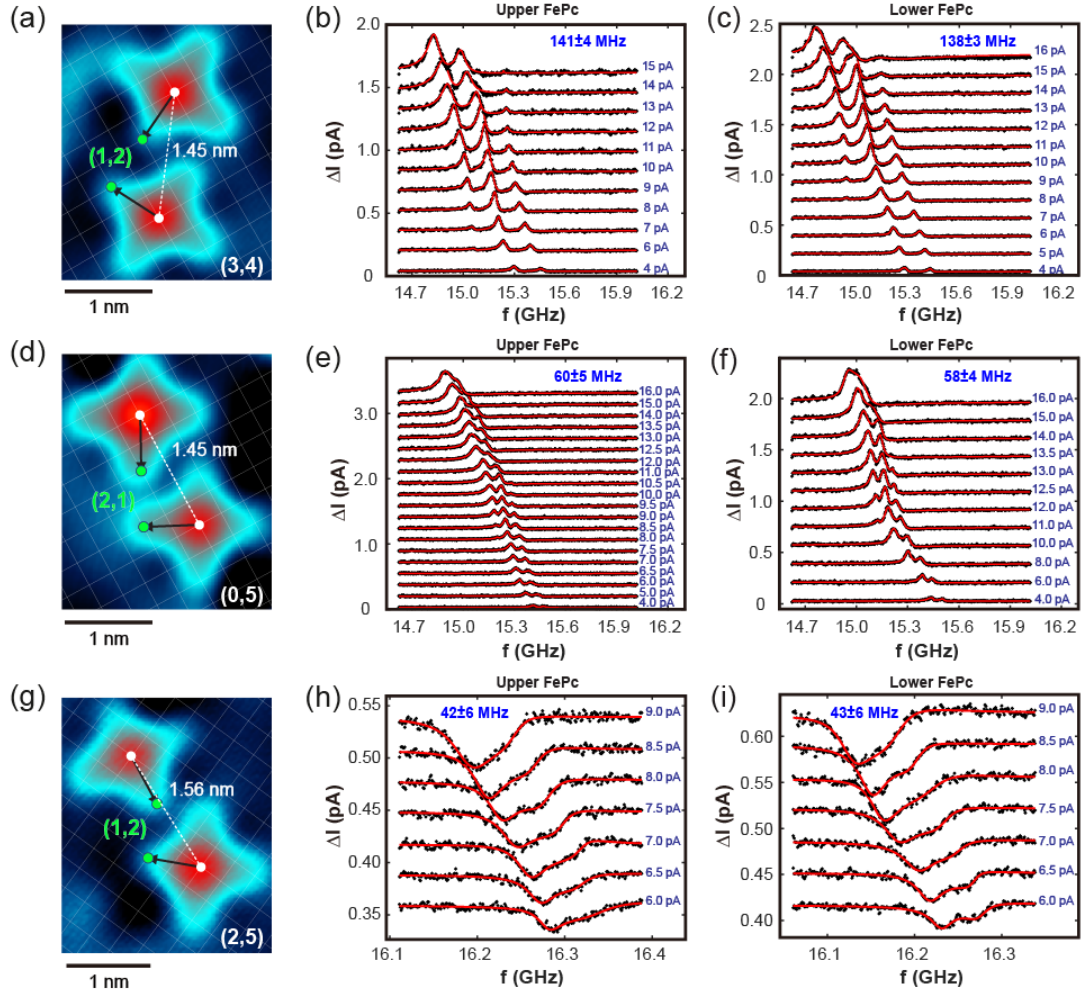 (a)
(1,2)
1.45 nm
(3,4)
1 nm
(b)
Upper FePc
141±4 MHz
ΔI (pA)
2.0
1.5
1.0
0.5
0
15 pA
14 pA
13 pA
12 pA
11 pA
10 pA
9 pA
8 pA
7 pA
6 pA
4 pA
14.7 15.0 15.3 15.6 15.9 16.2
f (GHz)
(c)
Lower FePc
138±3 MHz
ΔI (pA)
2.5
2.0
1.5
1.0
0.5
0
16 pA
15 pA
14 pA
13 pA
12 pA
11 pA
10 pA
9 pA
8 pA
7 pA
6 pA
5 pA
4 pA
14.7 15.0 15.3 15.6 15.9 16.2
f (GHz)
(d)
1.45 nm
(2,1)
(0,5)
1 nm
(e)
Upper FePc
60±5 MHz
ΔI (pA)
3.0
2.0
1.0
0
16.0 pA
15.0 pA
14.0 pA
13.5 pA
13.0 pA
12.5 pA
12.0 pA
11.0 pA
10.5 pA
10.0 pA
9.5 pA
9.0 pA
8.5 pA
8.0 pA
7.5 pA
7.0 pA
6.5 pA
6.0 pA
5.0 pA
4.0 pA
14.7 15.0 15.3 15.6 15.9 16.2
f (GHz)
(f)
Lower FePc
58±4 MHz
ΔI (pA)
2.0
1.5
1.0
0.5
0
16.0 pA
15.0 pA
14.0 pA
13.5 pA
13.0 pA
12.5 pA
12.0 pA
11.0 pA
10.0 pA
8.0 pA
6.0 pA
4.0 pA
14.7 15.0 15.3 15.6 15.9 16.2
f (GHz)
(g)
1.56 nm
(1,2)
(2,5)
1 nm
(h)
Upper FePc
42±6 MHz
ΔI (pA)
0.55
0.50
0.45
0.40
0.35
9.0 pA
8.5 pA
8.0 pA
7.5 pA
7.0 pA
6.5 pA
6.0 pA
16.1 16.2 16.3 16.4
f (GHz)
(i)
Lower FePc
43±6 MHz
ΔI (pA)
0.60
0.55
0.50
0.45
0.40
9.0 pA
8.5 pA
8.0 pA
7.5 pA
7.0 pA
6.5 pA
6.0 pA
16.1 16.2 16.3
f (GHz)